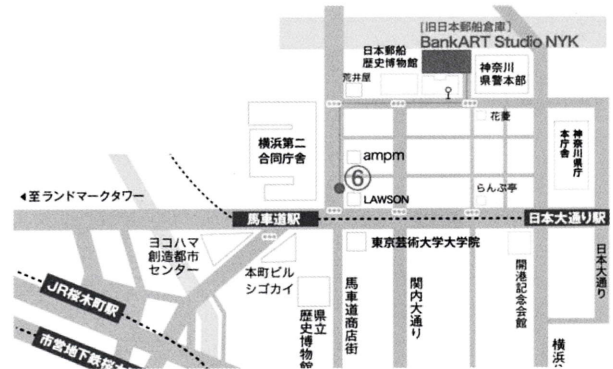 [旧日本郵船倉庫]
BankART Studio NYK
日本郵船
歴史博物館
神奈川
県警本部
荒井屋
花菱
横浜第二
合同庁舎
ampm
神奈川県庁
本庁舎
⑥
らんぷ亭
◀至ランドマークタワー
LAWSON
馬車道駅
日本大通り駅
ヨコハマ
創造都市
センター
東京芸術大学大学院
本町ビル
シゴカイ
JR桜木町駅
県立
歴史博物館
馬車道商店街
関内大通り
開港記念会館
日本大通り
市営地下鉄桜木
横浜